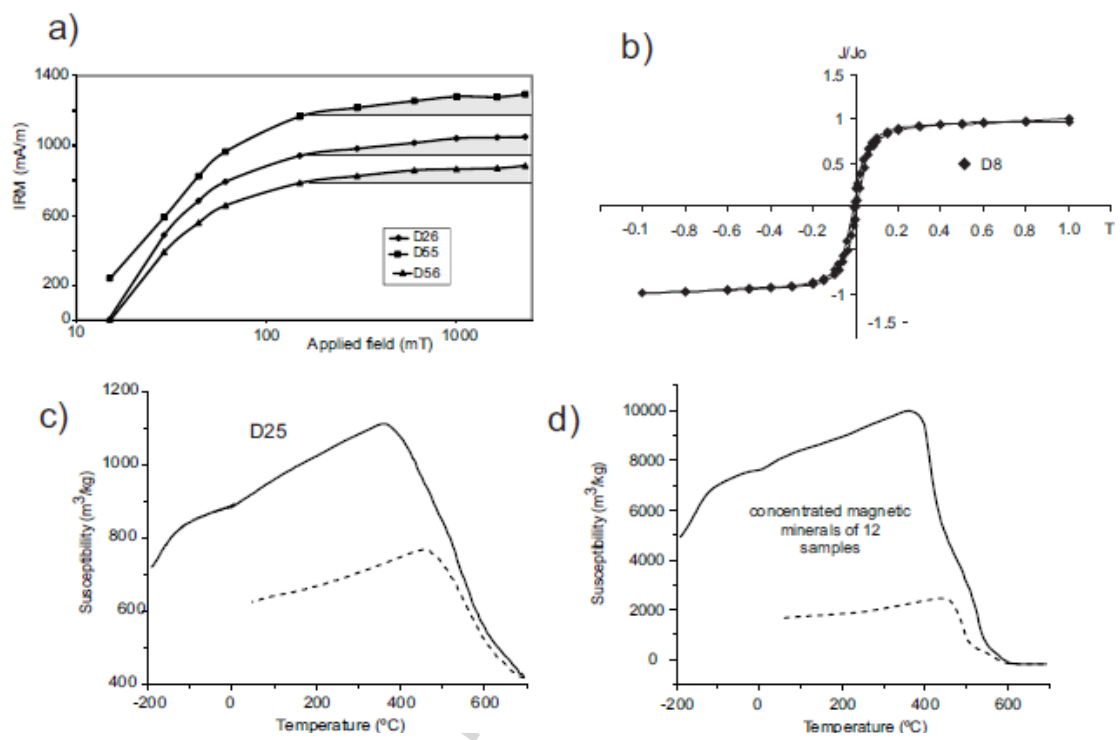 a)
IRM (mA/m)
1400
1000
600
400
200
0
10
100
1000
Applied field (mT)
D26
D55
D56
b)
J/Jo
1.5
1
0.5
-1
-1.5
-0.1 -0.8 -0.6 -0.4 -0.2 0.2 0.4 0.6 0.8 1.0 T
D8
c)
D25
Susceptibility (m³/kg)
1200
1000
800
600
400
-200 0 200 400 600
Temperature (ºC)
d)
Susceptibility (m³/kg)
10000
8000
6000
4000
2000
0
concentrated magnetic
minerals of 12
samples
-200 0 200 400 600
Temperature (ºC)